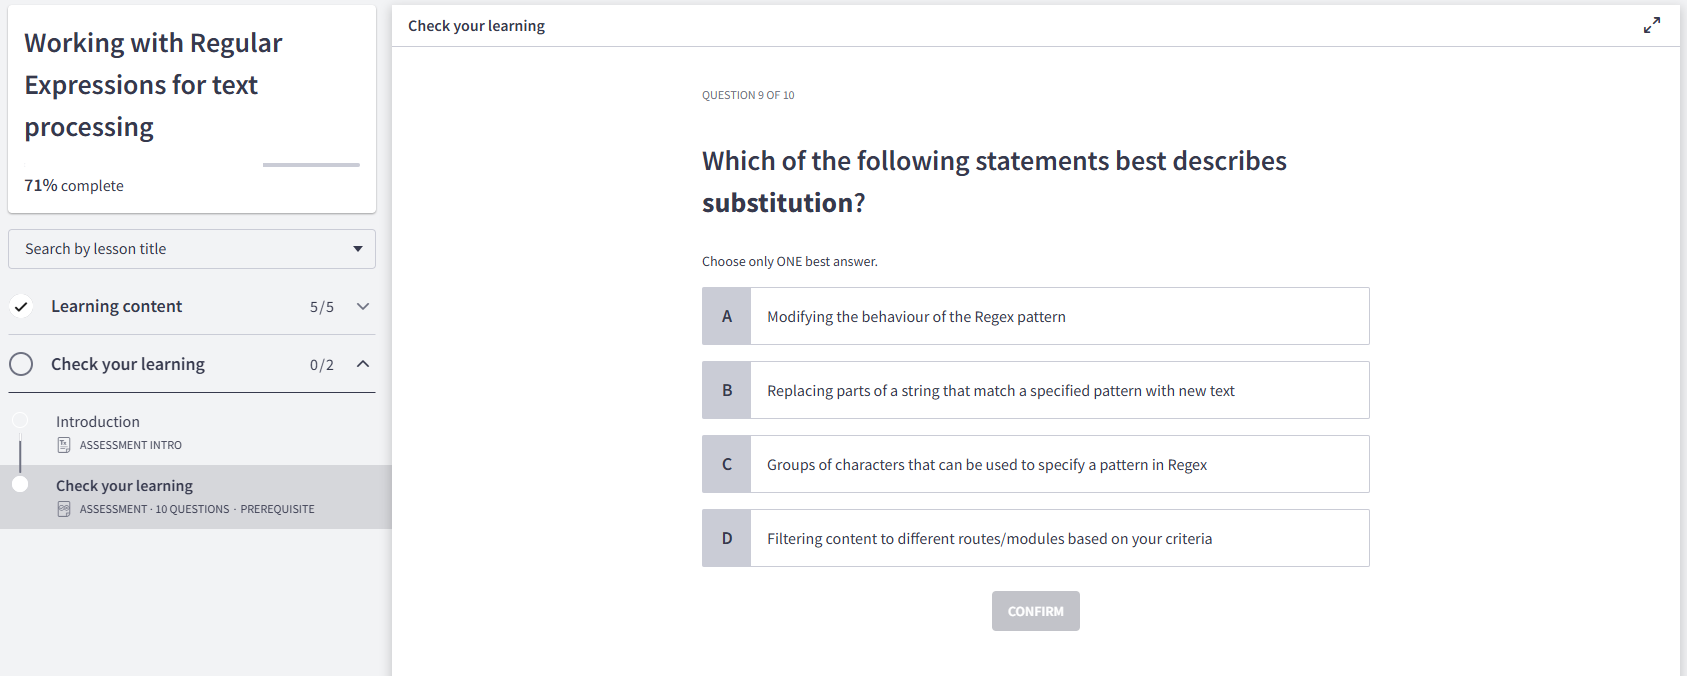 Working with Regular
Expressions for text
processing
71% complete
Search by lesson title
Learning content 5/5
Check your learning 0/2
Introduction
ASSESSMENT INTRO
Check your learning
ASSESSMENT · 10 QUESTIONS · PREREQUISITE
Check your learning
QUESTION 9 OF 10
Which of the following statements best describes
substitution?
Choose only ONE best answer.
A Modifying the behaviour of the Regex pattern
B Replacing parts of a string that match a specified pattern with new text
C Groups of characters that can be used to specify a pattern in Regex
D Filtering content to different routes/modules based on your criteria
CONFIRM